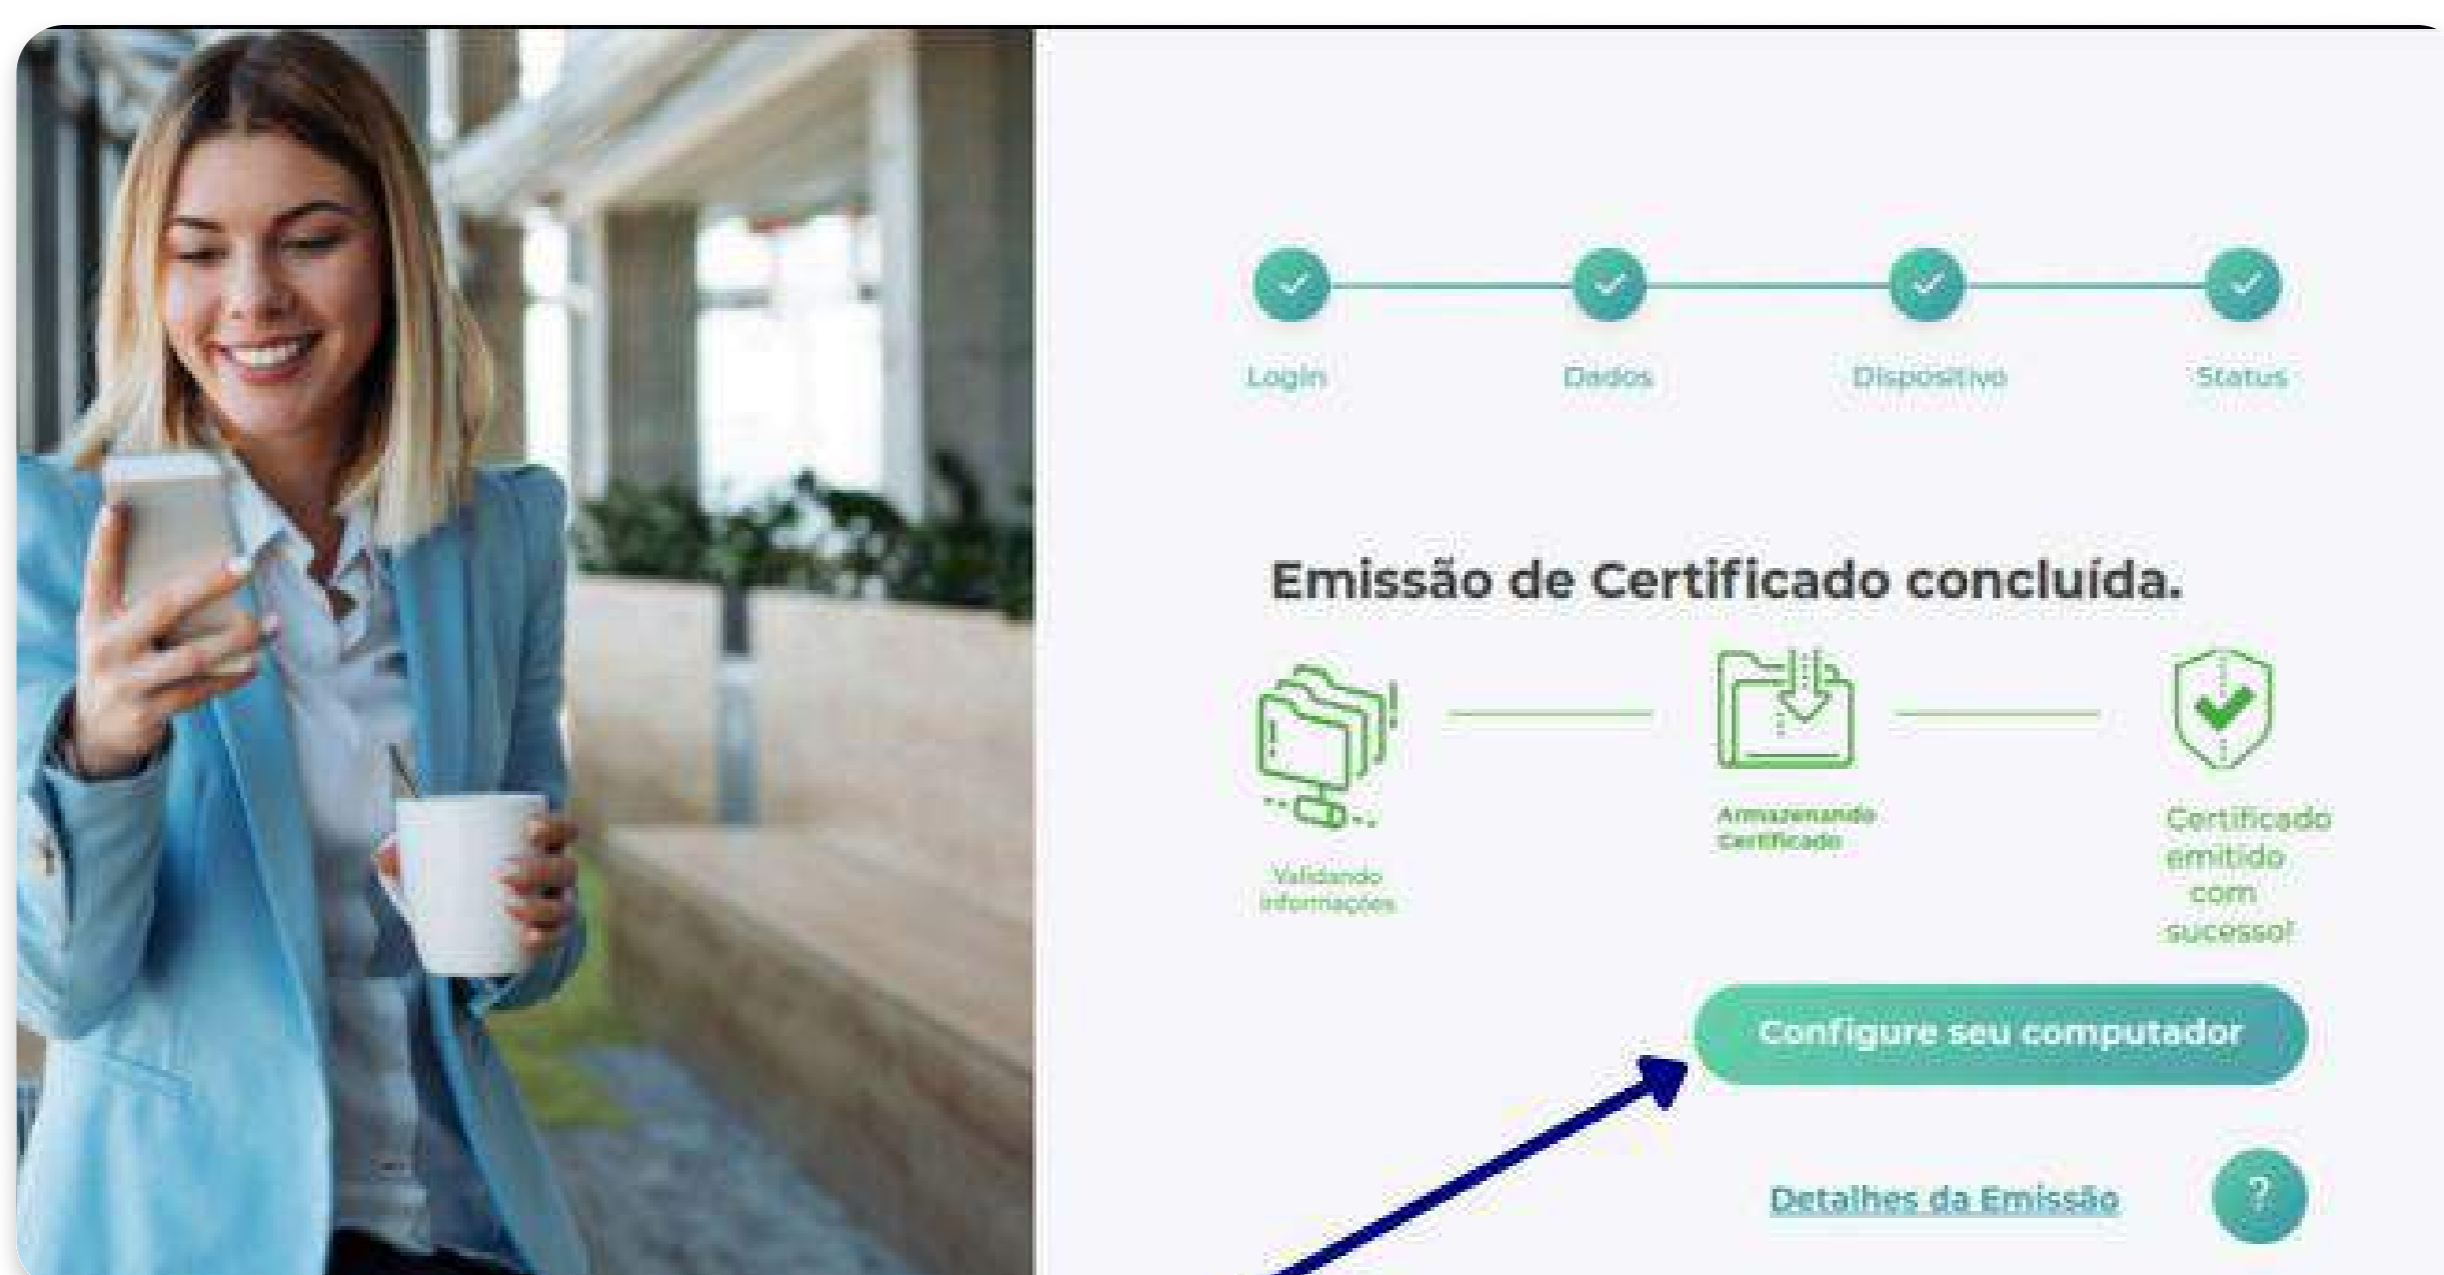 Login
Dados
Dispositivo
Status
Emissão de Certificado concluída.
Validando
informações
Armazenando
Certificado
Certificado
emitido
com
sucesso!
Configure seu computador
Detalhes da Emissão
?